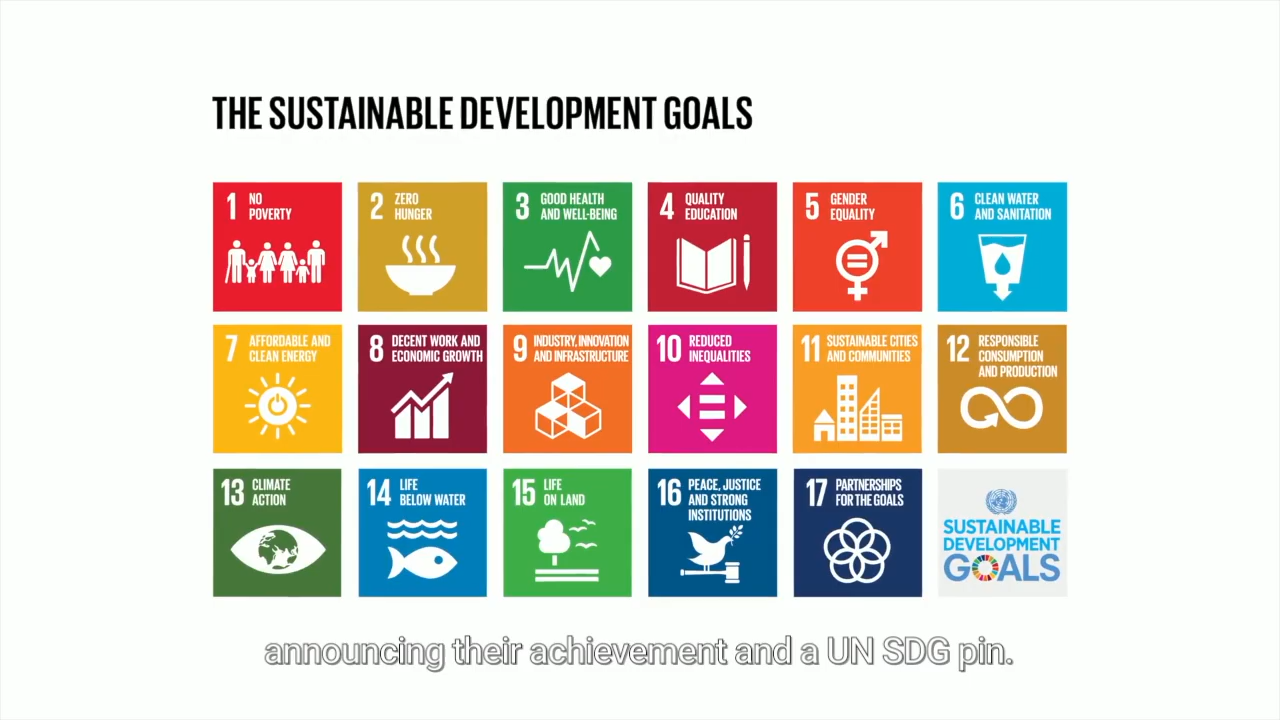 THE SUSTAINABLE DEVELOPMENT GOALS
1 NO
POVERTY
2 ZERO
HUNGER
3 GOOD HEALTH
AND WELL-BEING
4 QUALITY
EDUCATION
5 GENDER
EQUALITY
6 CLEAN WATER
AND SANITATION
7 AFFORDABLE AND
CLEAN ENERGY
8 DECENT WORK AND
ECONOMIC GROWTH
9 INDUSTRY, INNOVATION
AND INFRASTRUCTURE
10 REDUCED
INEQUALITIES
11 SUSTAINABLE CITIES
AND COMMUNITIES
12 RESPONSIBLE
CONSUMPTION
AND PRODUCTION
13 CLIMATE
ACTION
14 LIFE
BELOW WATER
15 LIFE
ON LAND
16 PEACE, JUSTICE
AND STRONG
INSTITUTIONS
17 PARTNERSHIPS
FOR THE GOALS
SUSTAINABLE
DEVELOPMENT
GOALS
announcing their achievement and a UN SDG pin.